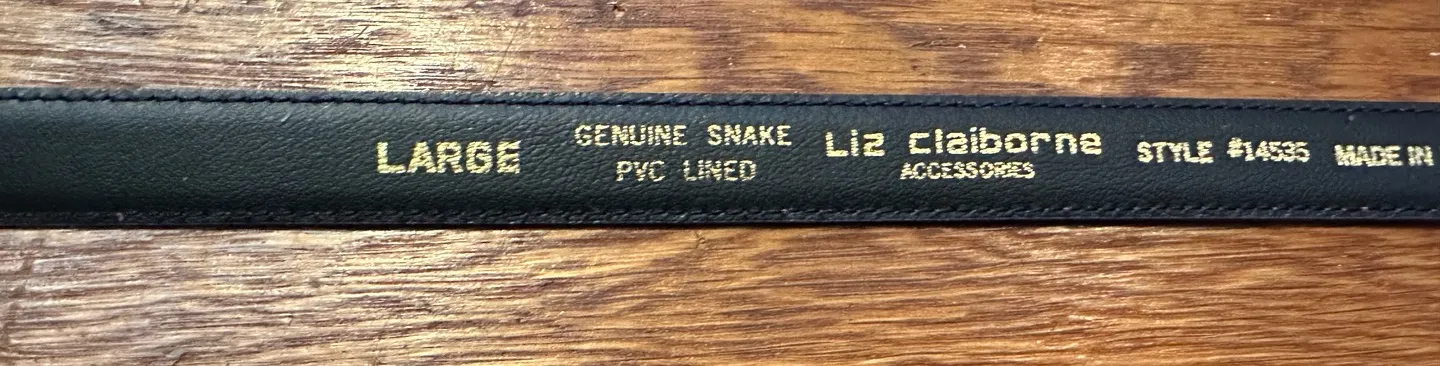 LARGE
GENUINE SNAKE
PVC LINED
Liz claiborne
ACCESSORIES
STYLE #14535
MADE IN